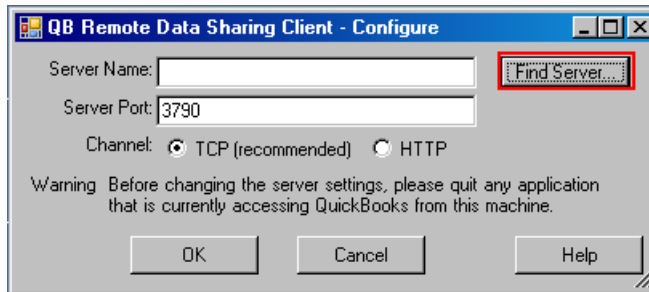 QB Remote Data Sharing Client - Configure
Server Name:
Find Server...
Server Port: 3790
Channel: TCP (recommended) HTTP
Warning Before changing the server settings, please quit any application
that is currently accessing QuickBooks from this machine.
OK Cancel Help